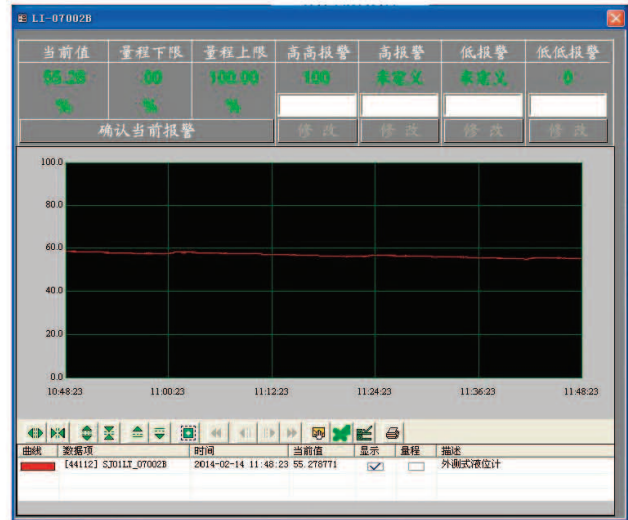 LI-07002B
当前值 量程下限 量程上限 高高报警 高报警 低报警 低低报警
55.28 00 100.00 100 未定义 未定义 0
% % %
确认当前报警 修改 修改 修改 修改
100.0
80.0
60.0
40.0
20.0
0.0
10:48:23 11:00:23 11:12:23 11:24:23 11:36:23 11:48:23
曲线 数据项 时间 当前值 显示 量程 描述
[44112] SJ01LT_07002B 2014-02-14 11:48:23 55.278771 外测式液位计